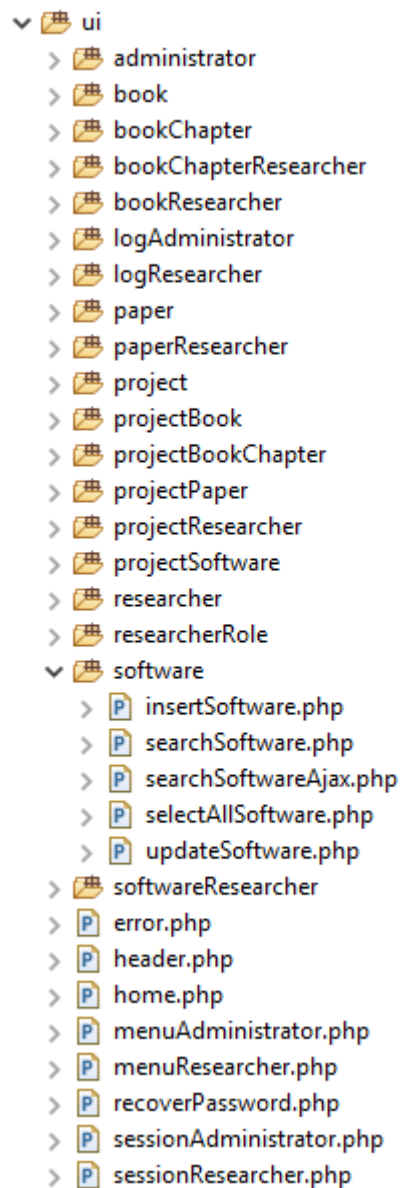 ui
administrator
book
bookChapter
bookChapterResearcher
bookResearcher
logAdministrator
logResearcher
paper
paperResearcher
project
projectBook
projectBookChapter
projectPaper
projectResearcher
projectSoftware
researcher
researcherRole
software
insertSoftware.php
searchSoftware.php
searchSoftwareAjax.php
selectAllSoftware.php
updateSoftware.php
softwareResearcher
error.php
header.php
home.php
menuAdministrator.php
menuResearcher.php
recoverPassword.php
sessionAdministrator.php
sessionResearcher.php